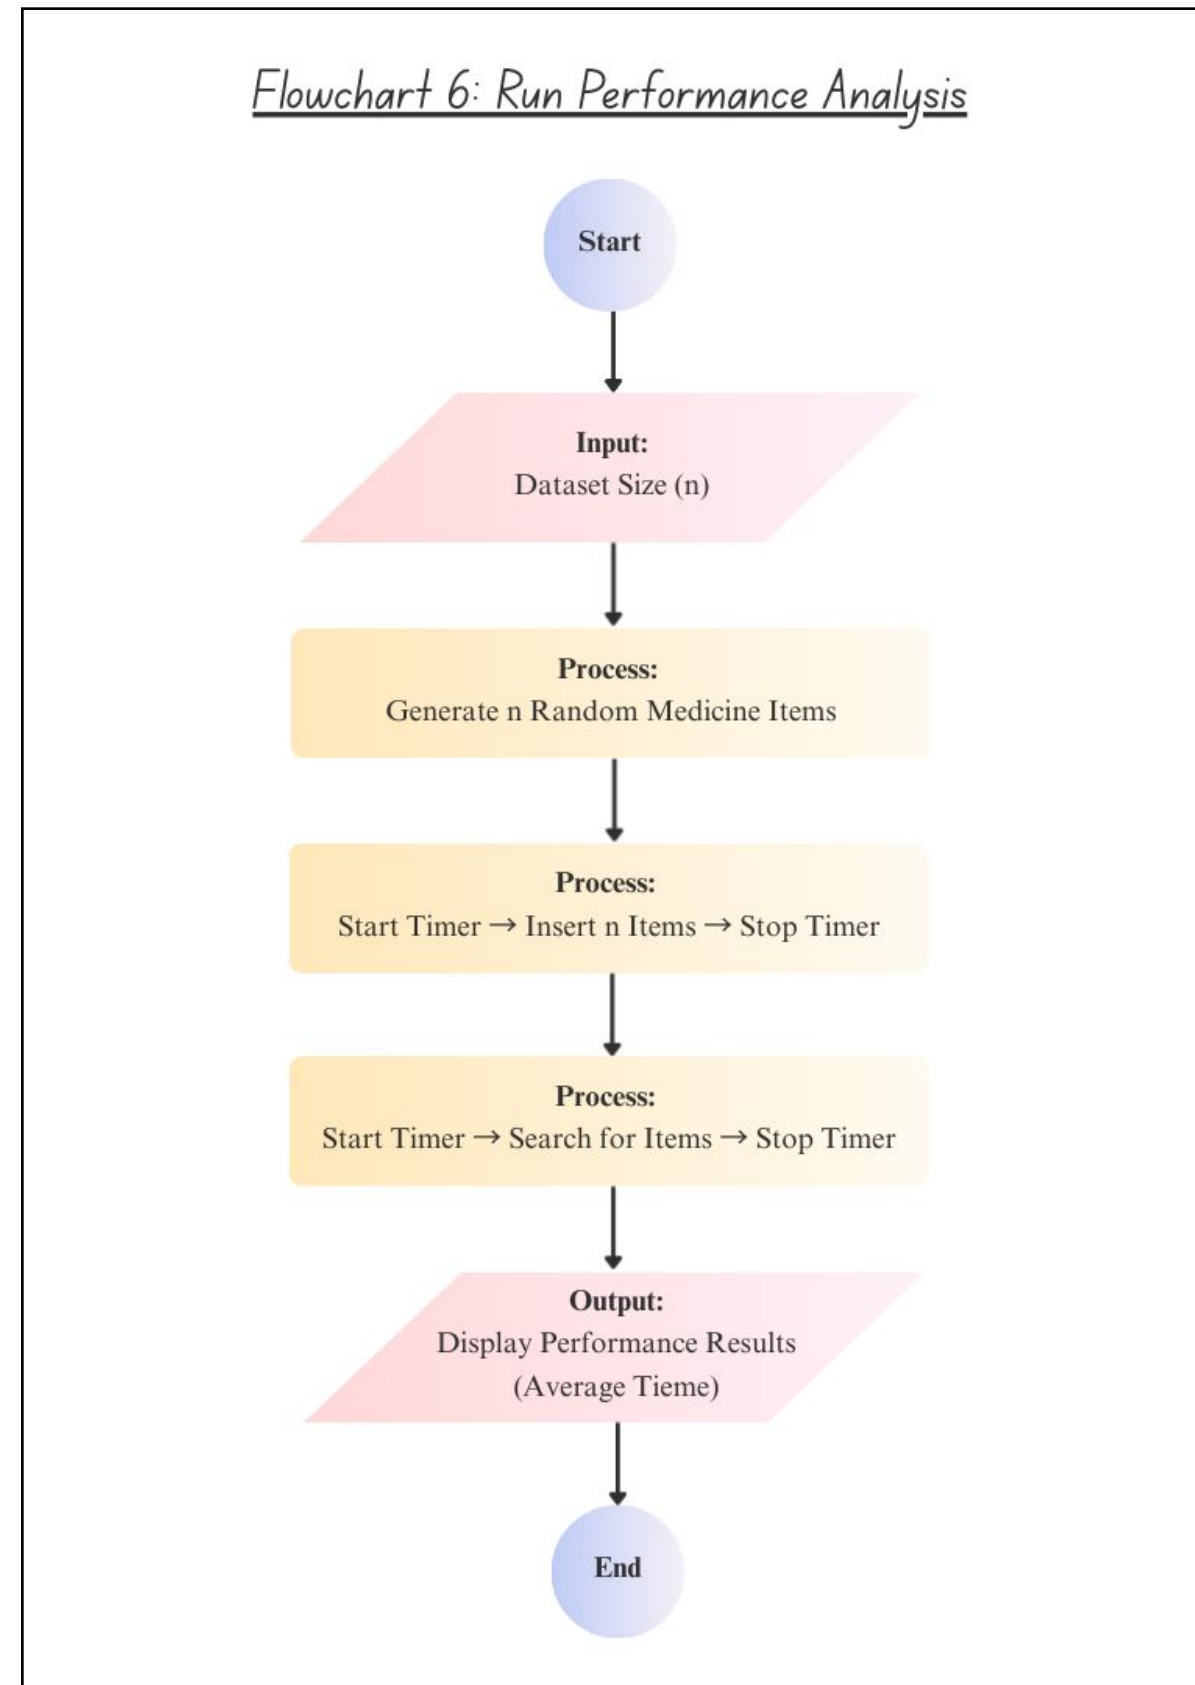 Flowchart 6: Run Performance Analysis
Start
Input:
Dataset Size (n)
Process:
Generate n Random Medicine Items
Process:
Start Timer → Insert n Items → Stop Timer
Process:
Start Timer → Search for Items → Stop Timer
Output:
Display Performance Results
(Average Tieme)
End